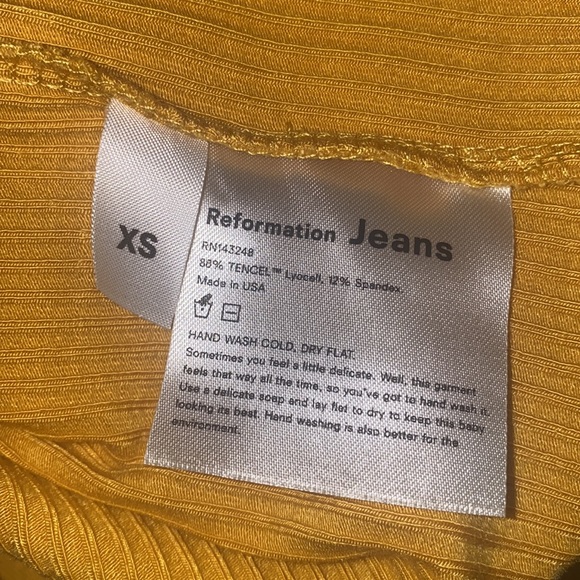 XS
Reformation Jeans
RN143248
88% TENCEL™ Lyocell, 12% Spandex
Made in USA
HAND WASH COLD, DRY FLAT.
Sometimes you feel a little delicate. Well, this garment
feels that way all the time, so you've got to hand wash it.
Use a delicate soap and lay flat to dry to keep this baby
looking its best. Hand washing is also better for the
environment.